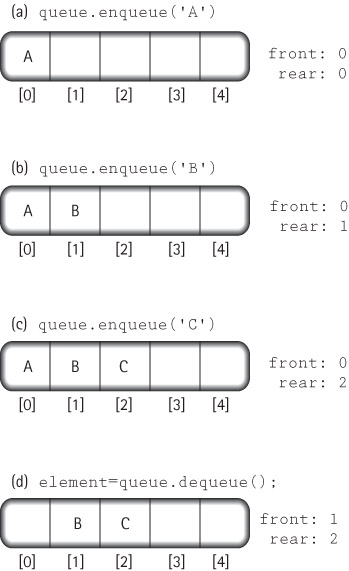 (a) queue.enqueue('A')
A
front: 0
rear: 0
[0] [1] [2] [3] [4]
(b) queue.enqueue('B')
A B
front: 0
rear: 1
[0] [1] [2] [3] [4]
(c) queue.enqueue('C')
A B C
front: 0
rear: 2
[0] [1] [2] [3] [4]
(d) element=queue.dequeue();
B C
front: 1
rear: 2
[0] [1] [2] [3] [4]